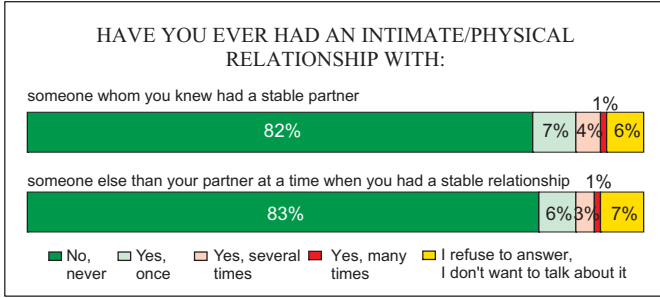 HAVE YOU EVER HAD AN INTIMATE/PHYSICAL
RELATIONSHIP WITH:
someone whom you knew had a stable partner
1%
82% 7% 4% 6%
someone else than your partner at a time when you had a stable relationship 1%
83% 6% 3% 7%
No, never
Yes, once
Yes, several times
Yes, many times
I refuse to answer,
I don't want to talk about it